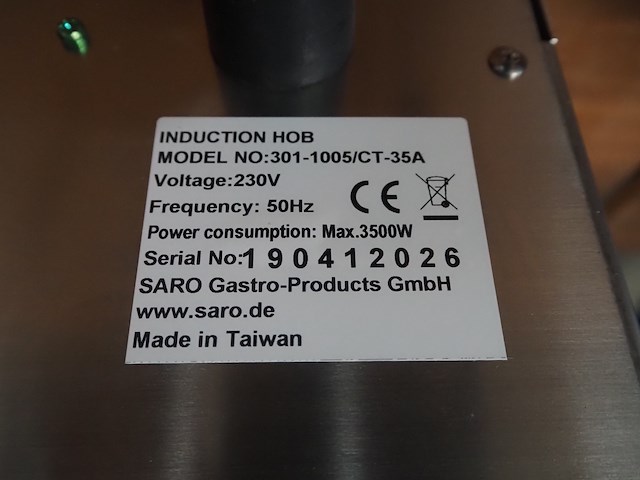 INDUCTION HOB
MODEL NO:301-1005/CT-35A
Voltage:230V
Frequency: 50Hz
CE
Power consumption: Max.3500W
Serial No:190412026
SARO Gastro-Products GmbH
www.saro.de
Made in Taiwan